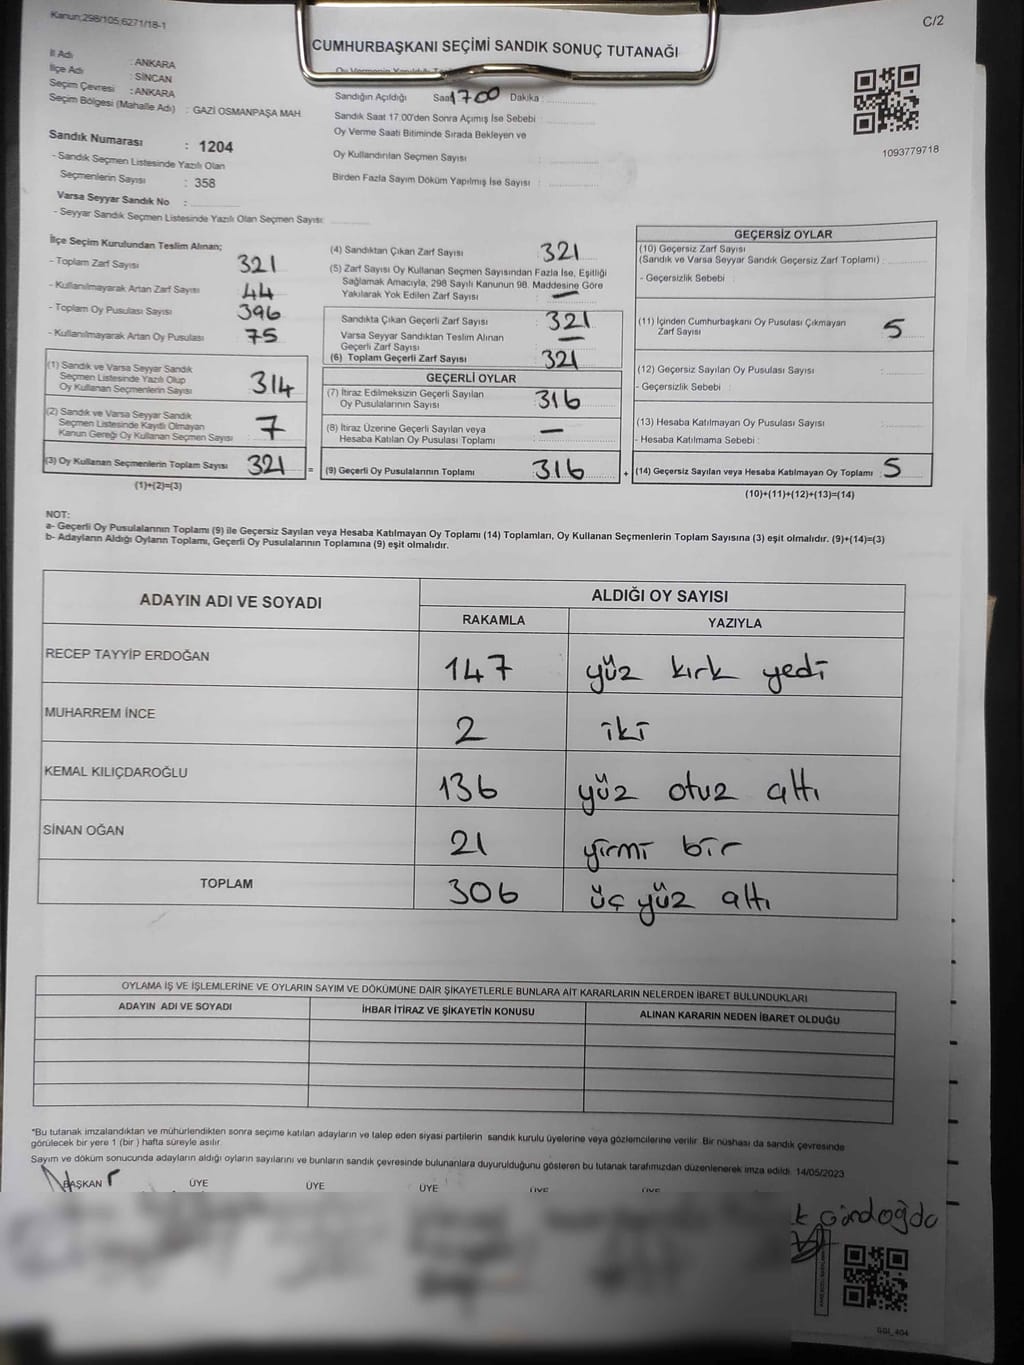 Kanun;298/105,6271/18-1
C/2
CUMHURBAŞKANI SEÇİMİ SANDIK SONUÇ TUTANAĞI
İl Adı : ANKARA
İlçe Adı : SİNCAN
Seçim Çevresi : ANKARA
Seçim Bölgesi (Mahalle Adı) : GAZİ OSMANPAŞA MAH.
Sandık Numarası : 1204
- Sandık Seçmen Listesinde Yazılı Olan
Seçmenlerin Sayısı : 358
Varsa Seyyar Sandık No :
- Seyyar Sandık Seçmen Listesinde Yazılı Olan Seçmen Sayısı:
Sandığın Açıldığı Saat 1700 Dakika :
Sandık Saat 17.00'den Sonra Açımış İse Sebebi :
Oy Verme Saati Bitiminde Sırada Bekleyen ve
Oy Kullandırılan Seçmen Sayısı :
Birden Fazla Sayım Döküm Yapılmış İse Sayısı :
1093779718
İlçe Seçim Kurulundan Teslim Alınan;
- Toplam Zarf Sayısı 321
- Kullanılmayarak Artan Zarf Sayısı 44
- Toplam Oy Pusulası Sayısı 396
- Kullanılmayarak Artan Oy Pusulası 75
(1) Sandık ve Varsa Seyyar Sandık
Seçmen Listesinde Yazılı Olup
Oy Kullanan Seçmenlerin Sayısı 314
(2) Sandık ve Varsa Seyyar Sandık
Seçmen Listesinde Kayıtlı Olmayan
Kanun Gereği Oy Kullanan Seçmen Sayısı 7
(3) Oy Kullanan Seçmenlerin Toplam Sayısı 321 =
(1)+(2)=(3)
(4) Sandıktan Çıkan Zarf Sayısı 321
(5) Zarf Sayısı Oy Kullanan Seçmen Sayısından Fazla İse, Eşitliği
Sağlamak Amacıyla, 298 Sayılı Kanunun 98. Maddesine Göre
Yakılarak Yok Edilen Zarf Sayısı : —
Sandıkta Çıkan Geçerli Zarf Sayısı 321
Varsa Seyyar Sandıktan Teslim Alınan
Geçerli Zarf Sayısı —
(6) Toplam Geçerli Zarf Sayısı 321
GEÇERLİ OYLAR
(7) İtiraz Edilmeksizin Geçerli Sayılan
Oy Pusulalarının Sayısı 316
(8) İtiraz Üzerine Geçerli Sayılan veya
Hesaba Katılan Oy Pusulası Toplamı —
(9) Geçerli Oy Pusulalarının Toplamı 316 +
GEÇERSİZ OYLAR
(10) Geçersiz Zarf Sayısı
(Sandık ve Varsa Seyyar Sandık Geçersiz Zarf Toplamı) :
- Geçersizlik Sebebi :
(11) İçinden Cumhurbaşkanı Oy Pusulası Çıkmayan
Zarf Sayısı 5
(12) Geçersiz Sayılan Oy Pusulası Sayısı :
- Geçersizlik Sebebi :
(13) Hesaba Katılmayan Oy Pusulası Sayısı
- Hesaba Katılmama Sebebi :
(14) Geçersiz Sayılan veya Hesaba Katılmayan Oy Toplamı : 5
(10)+(11)+(12)+(13)=(14)
NOT:
a- Geçerli Oy Pusulalarının Toplamı (9) ile Geçersiz Sayılan veya Hesaba Katılmayan Oy Toplamı (14) Toplamları, Oy Kullanan Seçmenlerin Toplam Sayısına (3) eşit olmalıdır. (9)+(14)=(3)
b- Adayların Aldığı Oyların Toplamı, Geçerli Oy Pusulalarının Toplamına (9) eşit olmalıdır.
ADAYIN ADI VE SOYADI ALDIĞI OY SAYISI
RAKAMLA YAZIYLA
RECEP TAYYİP ERDOĞAN 147 yüz kırk yedi
MUHARREM İNCE 2 iki
KEMAL KILIÇDAROĞLU 136 yüz otuz altı
SİNAN OĞAN 21 yirmi bir
TOPLAM 306 üç yüz altı
OYLAMA İŞ VE İŞLEMLERİNE VE OYLARIN SAYIM VE DÖKÜMÜNE DAİR ŞİKAYETLERLE BUNLARA AİT KARARLARIN NELERDEN İBARET BULUNDUKLARI
ADAYIN ADI VE SOYADI İHBAR İTİRAZ VE ŞİKAYETİN KONUSU ALINAN KARARIN NEDEN İBARET OLDUĞU
*Bu tutanak imzalandıktan ve mühürlendikten sonra seçime katılan adayların ve talep eden siyasi partilerin sandık kurulu üyelerine veya gözlemcilerine verilir. Bir nüshası da sandık çevresinde
görülecek bir yere 1 (bir ) hafta süreyle asılır.
Sayım ve döküm sonucunda adayların aldığı oyların sayılarını ve bunların sandık çevresinde bulunanlara duyurulduğunu gösteren bu tutanak tarafımızdan düzenlenerek imza edildi. 14/05/2023
BAŞKAN ÜYE ÜYE ÜYE ÜYE ÜYE
k Gündoğdu